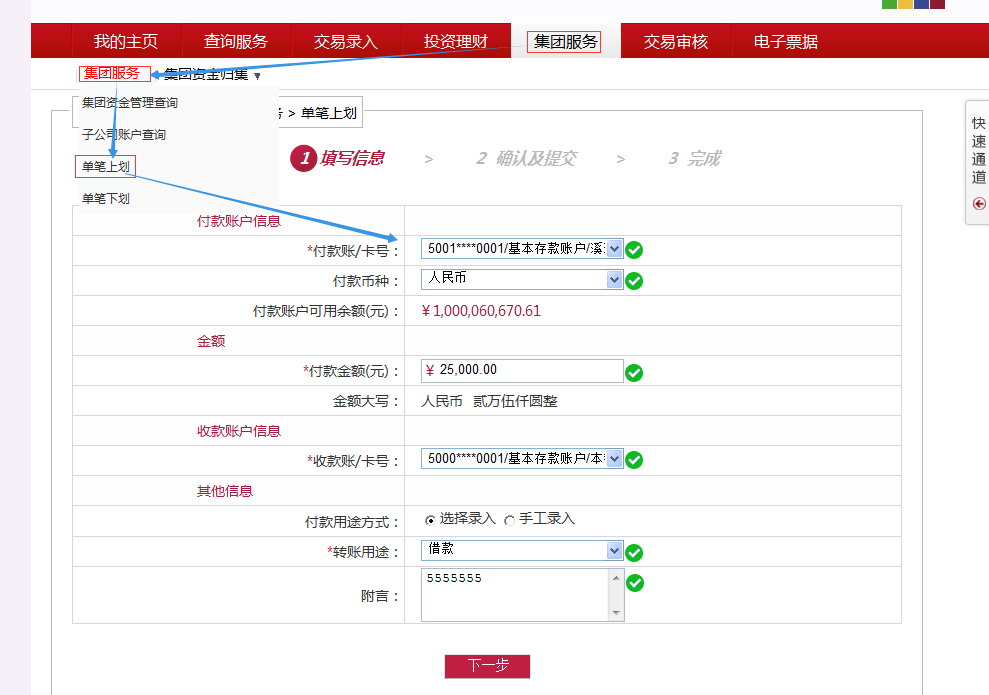 我的主页 查询服务 交易录入 投资理财 集团服务 交易审核 电子票据
集团服务 集团资金归集 ▼
集团资金管理查询
子公司账户查询
单笔上划
单笔下划
> 单笔上划
快速通道
1 填写信息 > 2 确认及提交 > 3 完成
付款账户信息
*付款账/卡号： 5001****0001/基本存款账户/溪
付款币种： 人民币
付款账户可用余额(元)： ￥1,000,060,670.61
金额
*付款金额(元)： ￥ 25,000.00
金额大写： 人民币 贰万伍仟圆整
收款账户信息
*收款账/卡号： 5000****0001/基本存款账户/本
其他信息
付款用途方式： 选择录入 手工录入
*转账用途： 借款
附言： 5555555
下一步